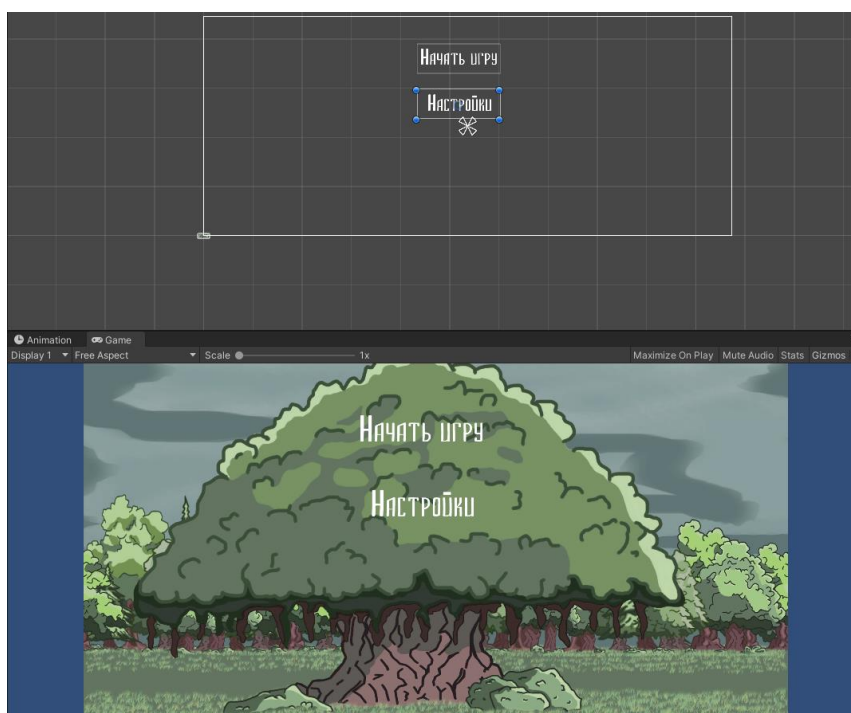 Начать игру
Настройки
Animation Game
Display 1 Free Aspect Scale 1x Maximize On Play Mute Audio Stats Gizmos
Начать игру
Настройки